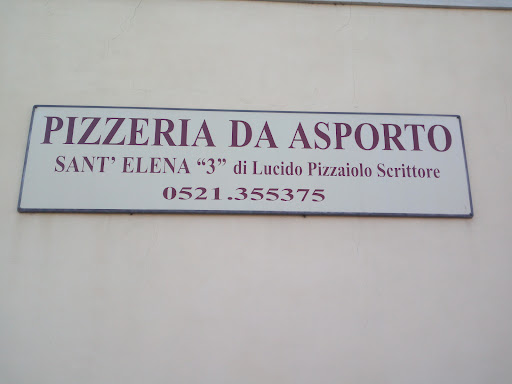 PIZZERIA DA ASPORTO
SANT' ELENA “3” di Lucido Pizzaiolo Scrittore
0521.355375